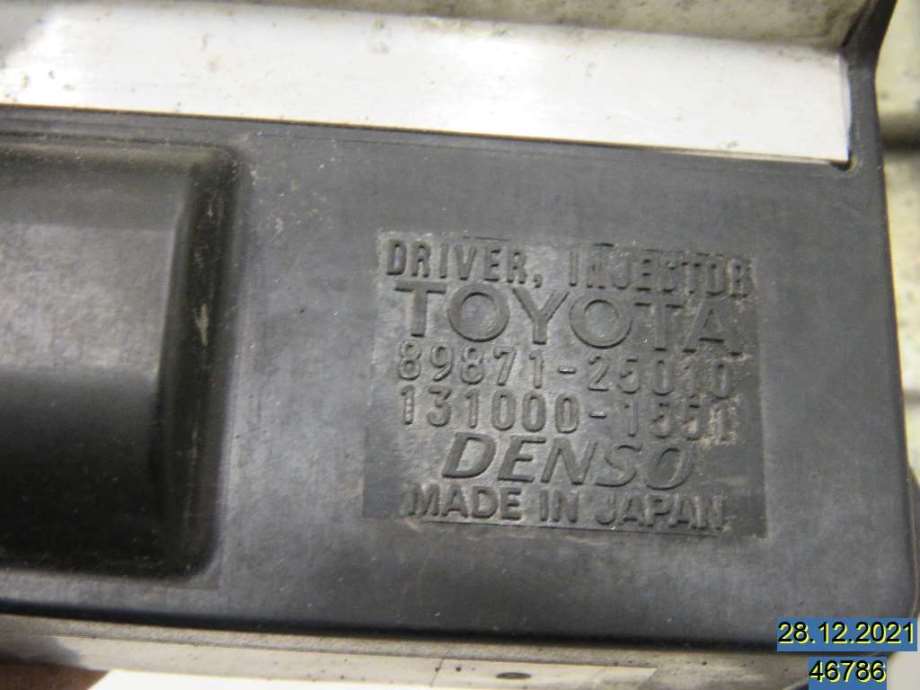 DRIVER, INJECTOR
TOYOTA
89871-25010
131000-1551
DENSO
MADE IN JAPAN
28.12.2021
46786